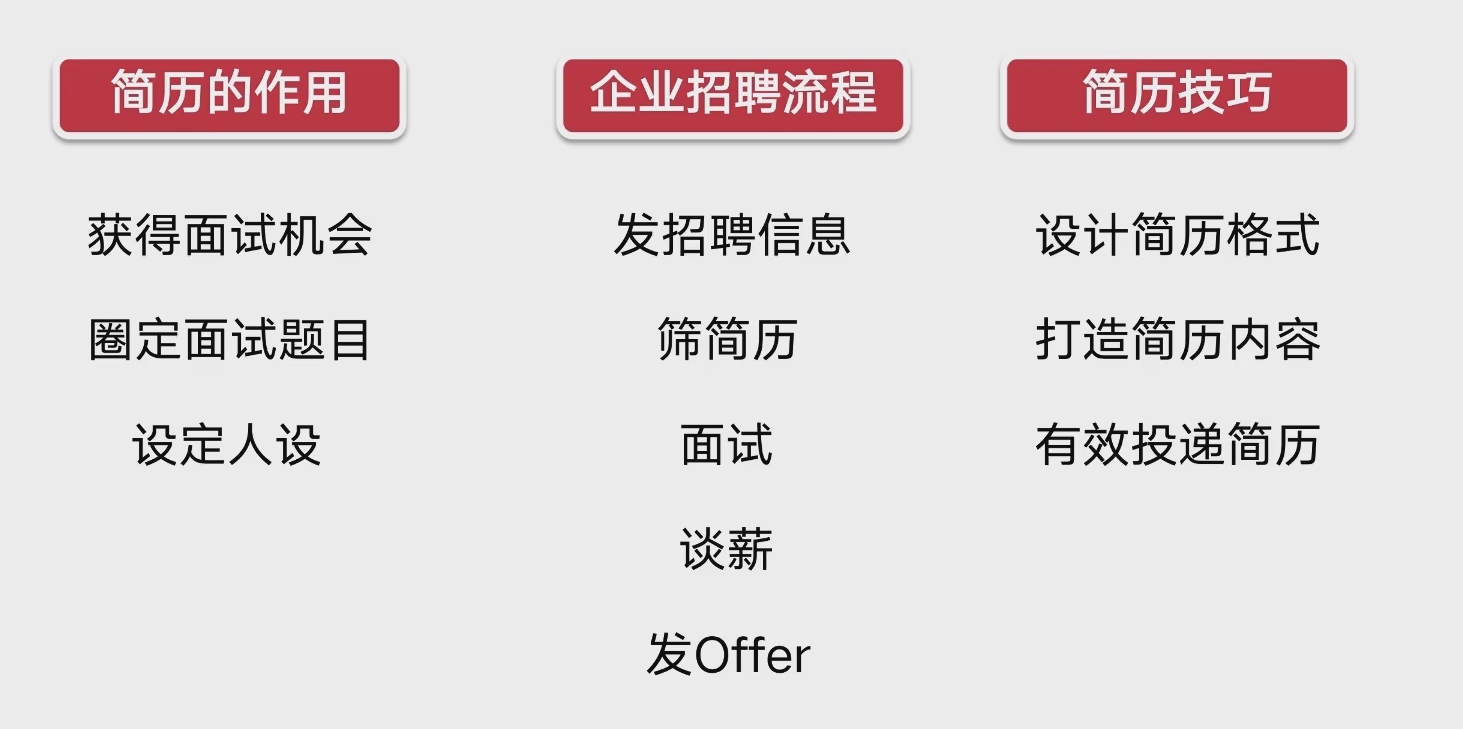 简历的作用
获得面试机会
圈定面试题目
设定人设
企业招聘流程
发招聘信息
筛简历
面试
谈薪
发Offer
简历技巧
设计简历格式
打造简历内容
有效投递简历